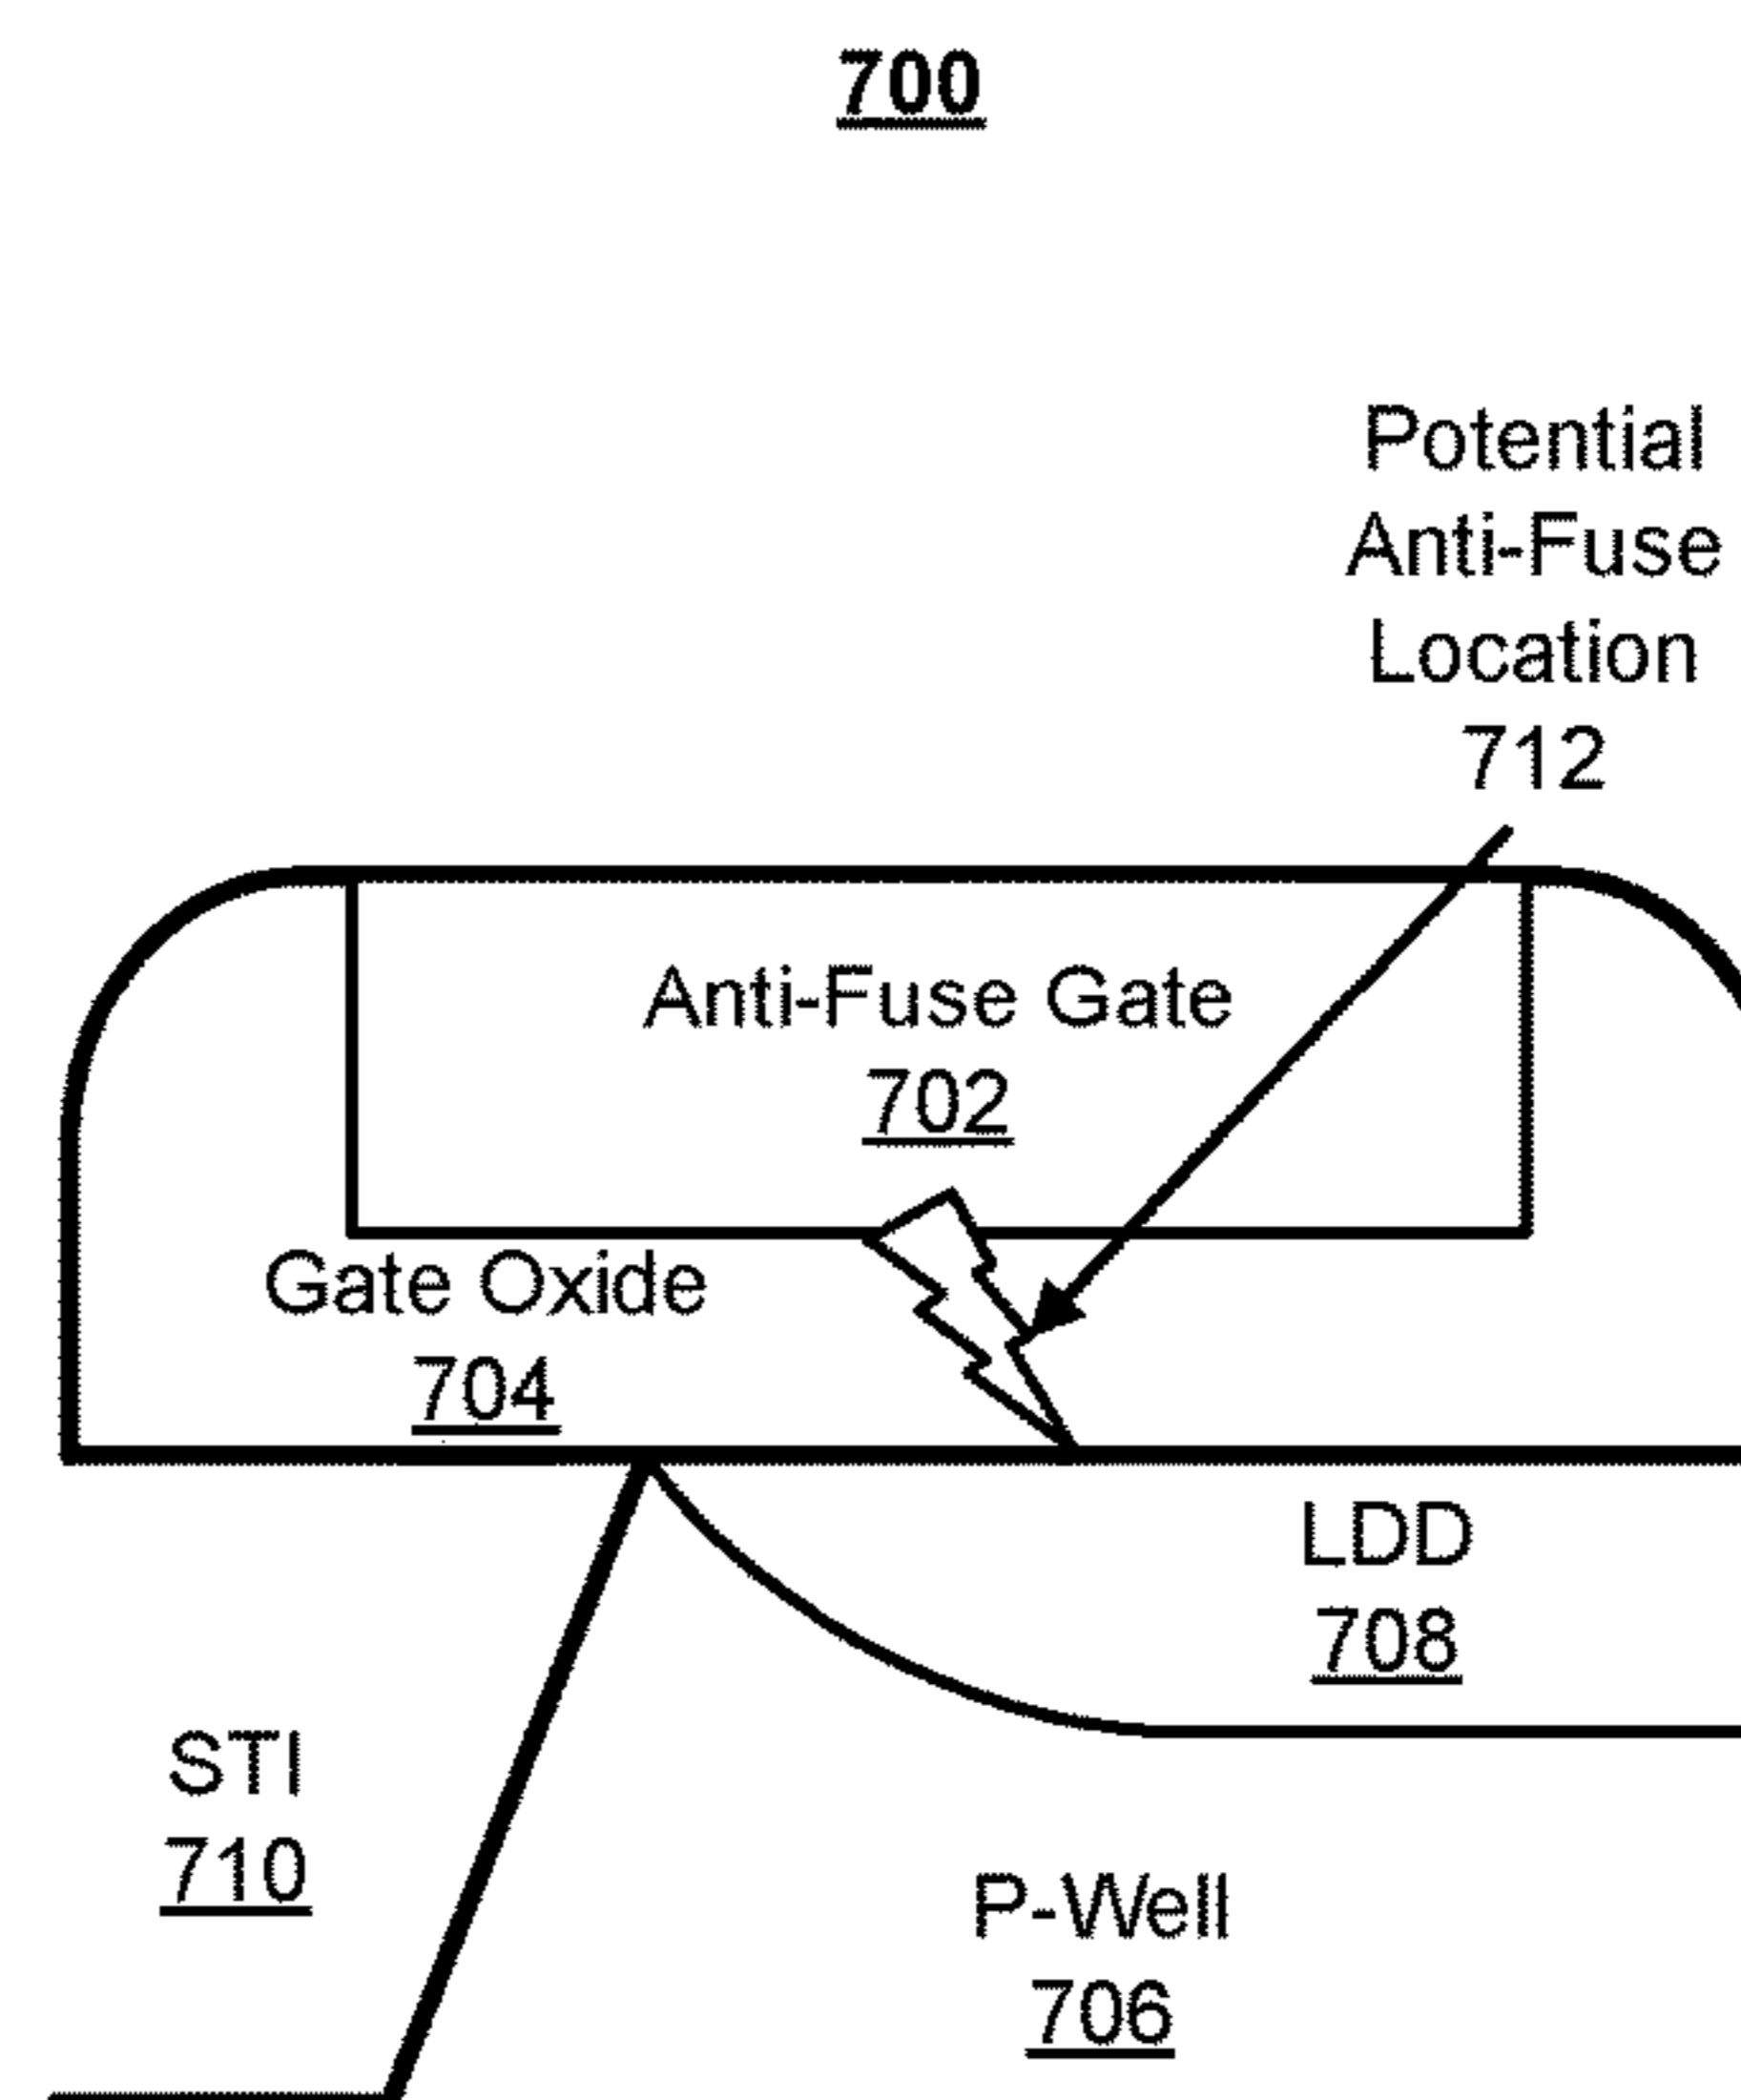 700
Potential
Anti-Fuse
Location
712
Anti-Fuse Gate
702
Gate Oxide
704
LDD
708
STI
710
P-Well
706